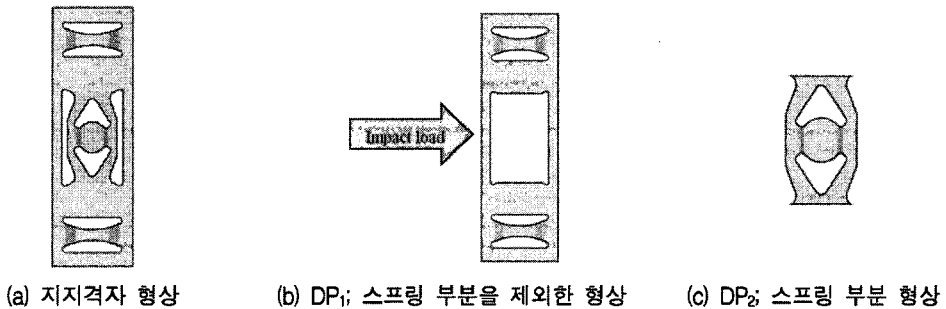 Impact load
(a) 지지격자 형상
(b) DP₁; 스프링 부분을 제외한 형상
(c) DP₂; 스프링 부분 형상